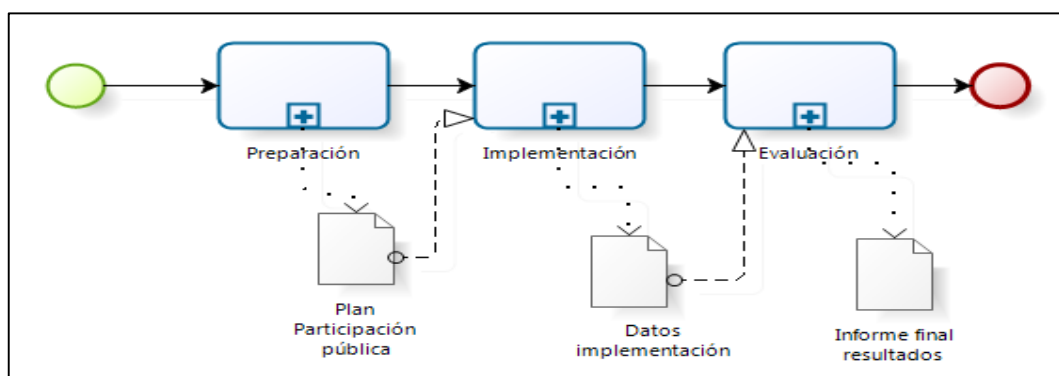 Preparación
Implementación
Evaluación
Plan
Participación
pública
Datos
implementación
Informe final
resultados